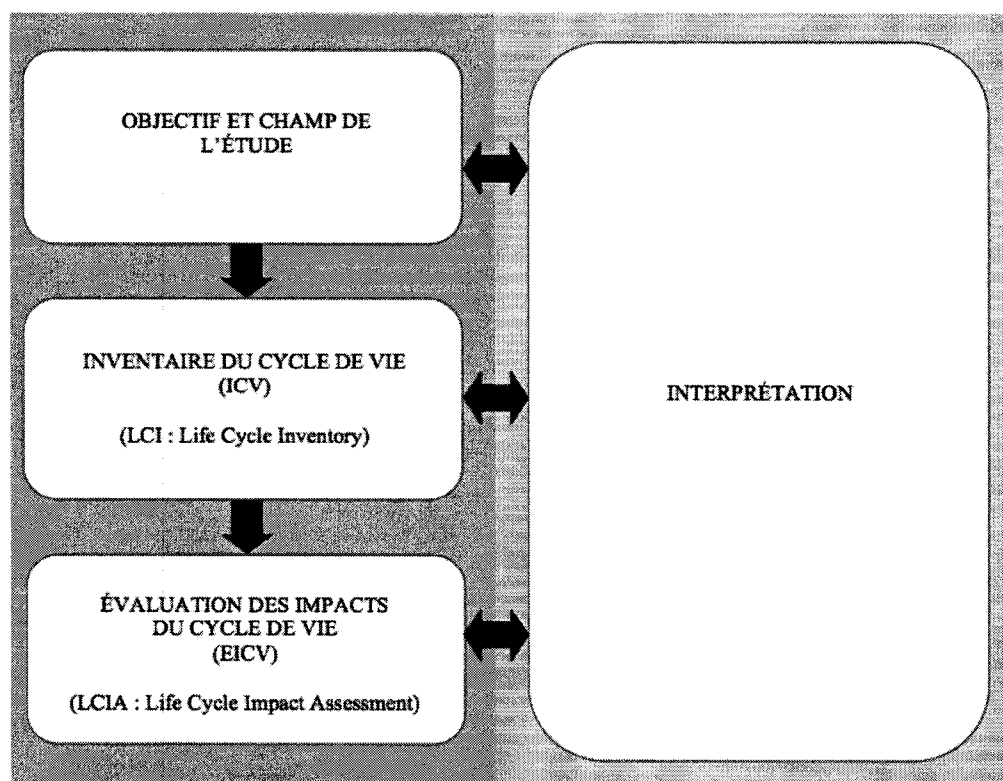 OBJECTIF ET CHAMP DE
L'ÉTUDE
INVENTAIRE DU CYCLE DE VIE
(ICV)
(LCI : Life Cycle Inventory)
ÉVALUATION DES IMPACTS
DU CYCLE DE VIE
(EICV)
(LCIA : Life Cycle Impact Assessment)
INTERPRÉTATION